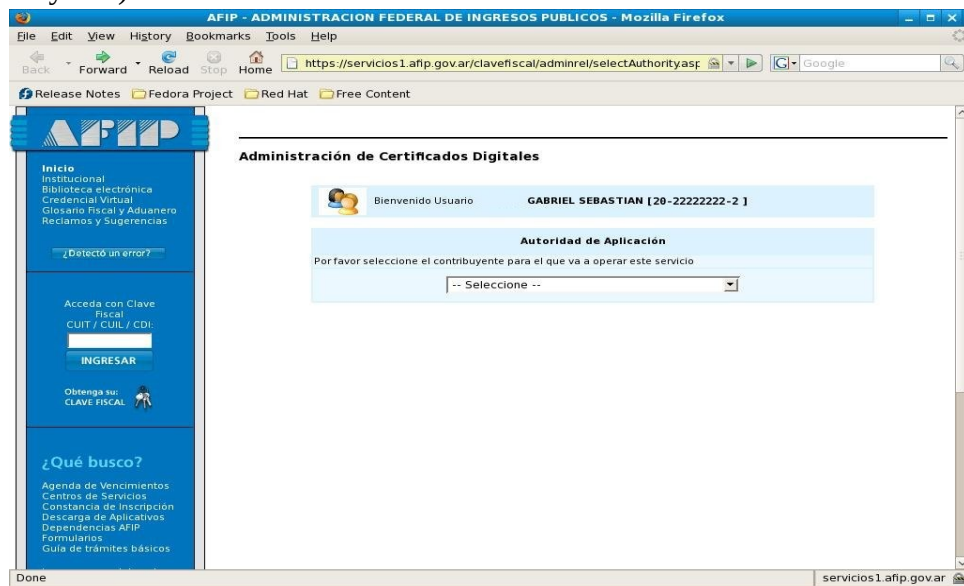 AFIP - ADMINISTRACION FEDERAL DE INGRESOS PUBLICOS - Mozilla Firefox
File Edit View History Bookmarks Tools Help
Back Forward Reload Stop Home https://servicios1.afip.gov.ar/clavefiscal/adminrel/selectAuthority.asp Google
Release Notes Fedora Project Red Hat Free Content
AFIP
Inicio
Institucional
Biblioteca electrónica
Credencial Virtual
Glosario Fiscal y Aduanero
Reclamos y Sugerencias
¿Detectó un error?
Acceda con Clave
Fiscal
CUIT / CUIL / CDI:
INGRESAR
Obtenga su:
CLAVE FISCAL
¿Qué busco?
Agenda de Vencimientos
Centros de Servicios
Constancia de Inscripción
Descarga de Aplicativos
Dependencias AFIP
Formularios
Guía de trámites básicos
Administración de Certificados Digitales
Bienvenido Usuario GABRIEL SEBASTIAN [20-22222222-2 ]
Autoridad de Aplicación
Por favor seleccione el contribuyente para el que va a operar este servicio
-- Seleccione --
Done servicios1.afip.gov.ar